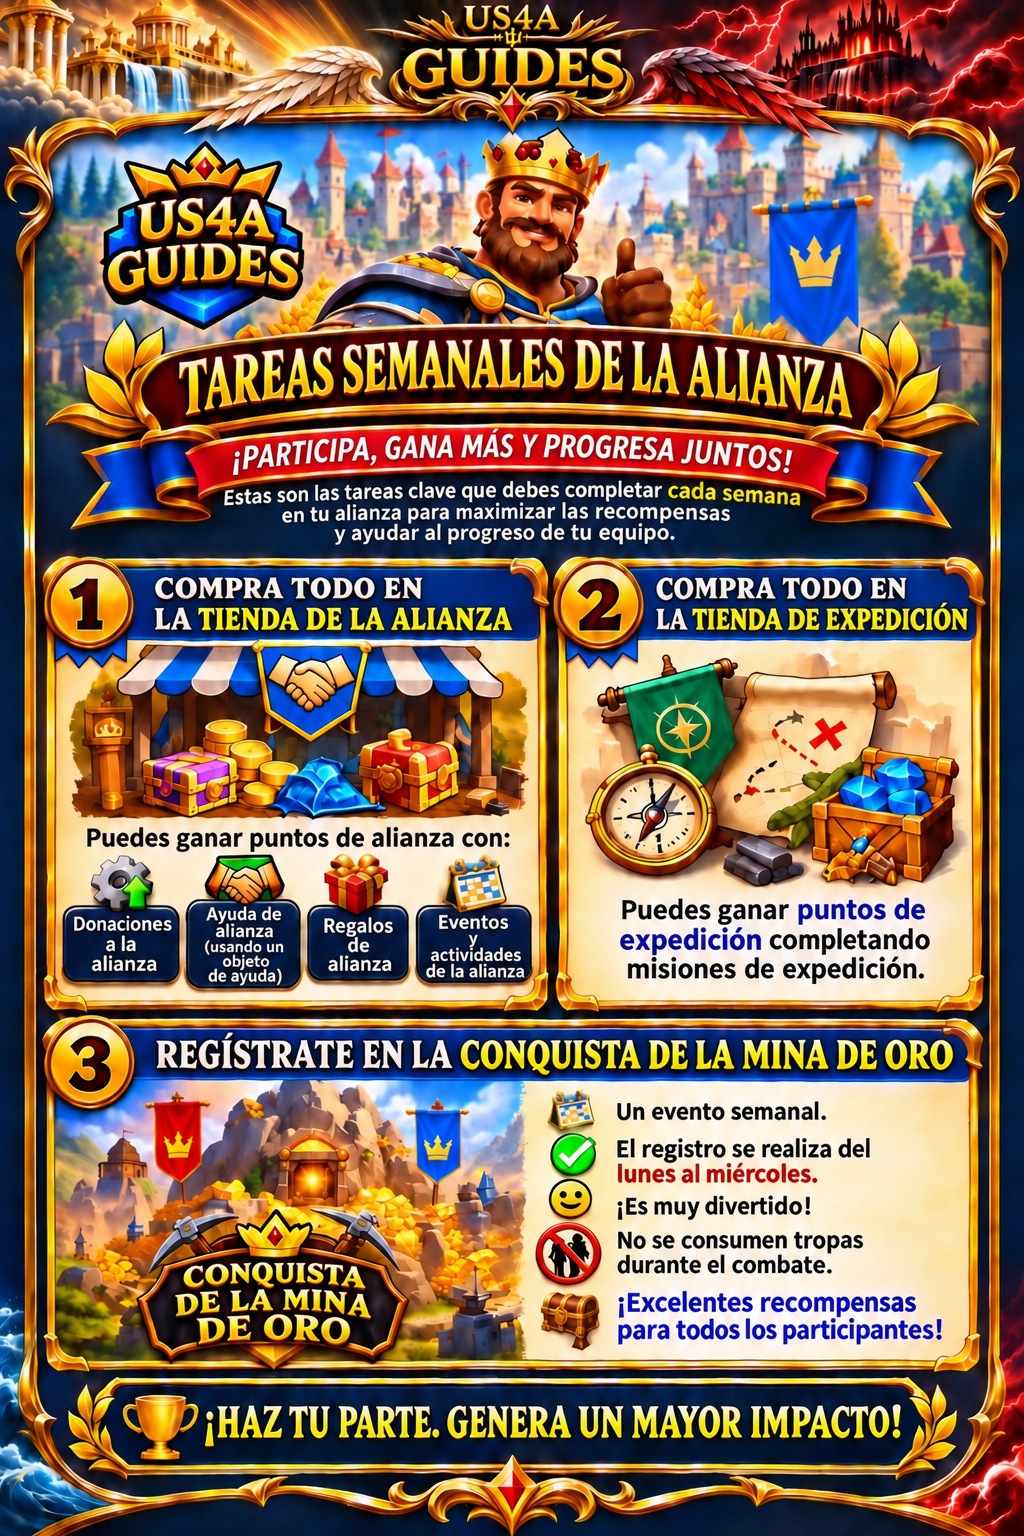 US4A
GUIDES
US4A
GUIDES
TAREAS SEMANALES DE LA ALIANZA
¡PARTICIPA, GANA MÁS Y PROGRESA JUNTOS!
Estas son las tareas clave que debes completar cada semana
en tu alianza para maximizar las recompensas
y ayudar al progreso de tu equipo.
1
COMPRA TODO EN
LA TIENDA DE LA ALIANZA
Puedes ganar puntos de alianza con:
Donaciones
a la
alianza
Ayuda de
alianza
(usando un
objeto
de ayuda)
Regalos
de
alianza
Eventos
y
actividades
de la alianza
2
COMPRA TODO EN
LA TIENDA DE EXPEDICIÓN
Puedes ganar puntos de
expedición completando
misiones de expedición.
3
REGÍSTRATE EN LA CONQUISTA DE LA MINA DE ORO
CONQUISTA
DE LA MINA
DE ORO
Un evento semanal.
El registro se realiza del
lunes al miércoles.
¡Es muy divertido!
No se consumen tropas
durante el combate.
¡Excelentes recompensas
para todos los participantes!
¡HAZ TU PARTE. GENERA UN MAYOR IMPACTO!